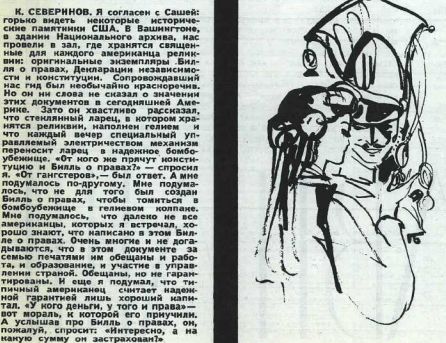 К. СЕВЕРИНОВ. Я согласен с Сашей:
горько видеть некоторые историче-
ские памятники США. В Вашингтоне,
в здании Национального архива, нас
провели в зал, где хранятся священ-
ные для каждого американца релик-
вии: оригинальные экземпляры Бил-
ля о правах, Декларации независимо-
сти и конституции. Сопровождавший
нас гид был необычайно красноречив.
Но он ни слова не сказал о значении
этих документов в сегодняшней Аме-
рике. Зато он хвастливо рассказал,
что стеклянный ларец, в котором хра-
нятся реликвии, наполнен гелием и
что каждый вечер специальный уп-
равляемый электричеством механизм
переносит ларец в надежное бомбо-
убежище. «От кого же прячут консти-
туцию и Билль о правах?» — спросил
я. «От гангстеров»,— был ответ. А мне
подумалось по-другому. Мне подума-
лось, что не для того был создан
Билль о правах, чтобы томиться в
бомбоубежище в гелиевом колпаке.
Мне подумалось, что далеко не все
американцы, которых я встречал, хо-
рошо знают, что написано в этом Бил-
ле о правах. Очень многие и не дога-
дываются, что в этом документе за
семью печатями им обещаны и рабо-
та, и образование, и участие в управ-
лении страной. Обещаны, но не гаран-
тированы. И еще я подумал, что ти-
пичный американец считает надеж-
ной гарантией лишь хороший капи-
тал. «У кого деньги, у того и права»—
вот мораль, к которой его приучили.
А услышав про Билль о правах, он,
пожалуй, спросит: «Интересно, а на
какую сумму он застрахован?»